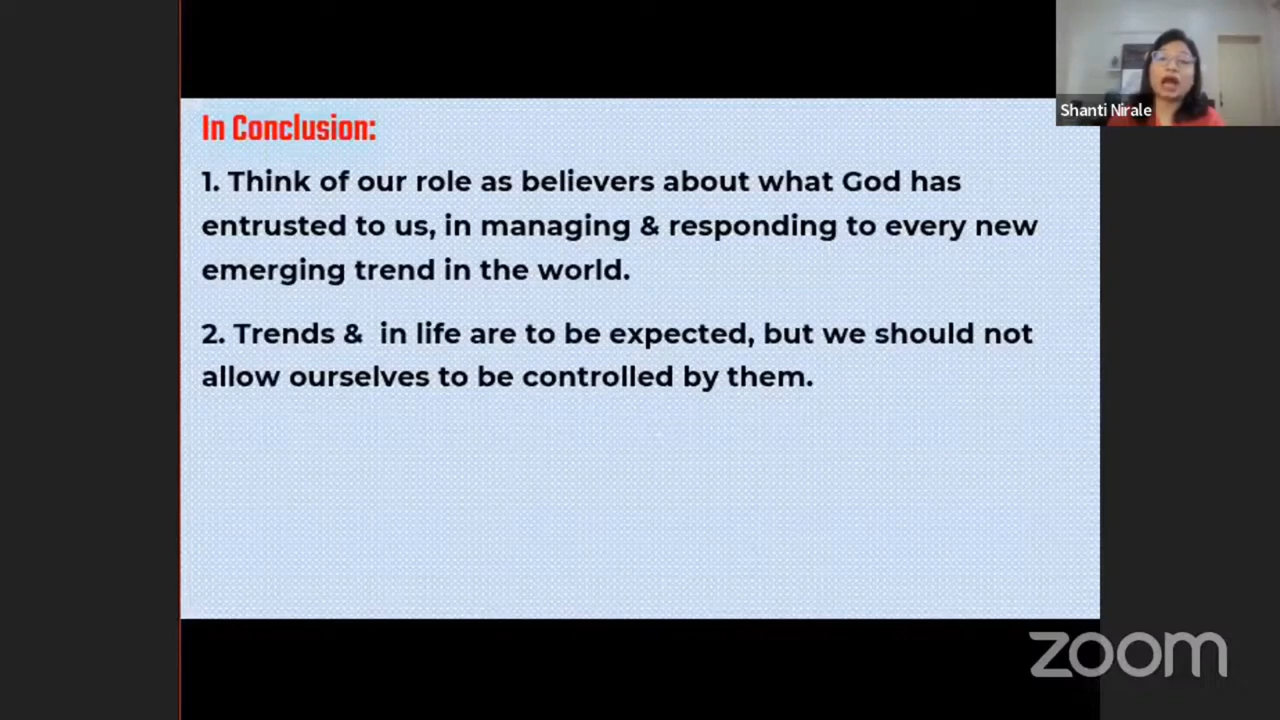 Shanti Nirale
In Conclusion:
1. Think of our role as believers about what God has
entrusted to us, in managing & responding to every new
emerging trend in the world.
2. Trends &  in life are to be expected, but we should not
allow ourselves to be controlled by them.
zoom